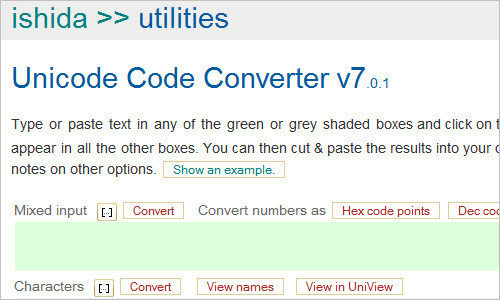 ishida >> utilities
Unicode Code Converter v7.0.1
Type or paste text in any of the green or grey shaded boxes and click on
appear in all the other boxes. You can then cut & paste the results into your
notes on other options. Show an example.
Mixed input [..] Convert Convert numbers as Hex code points Dec
Characters [..] Convert View names View in UniView